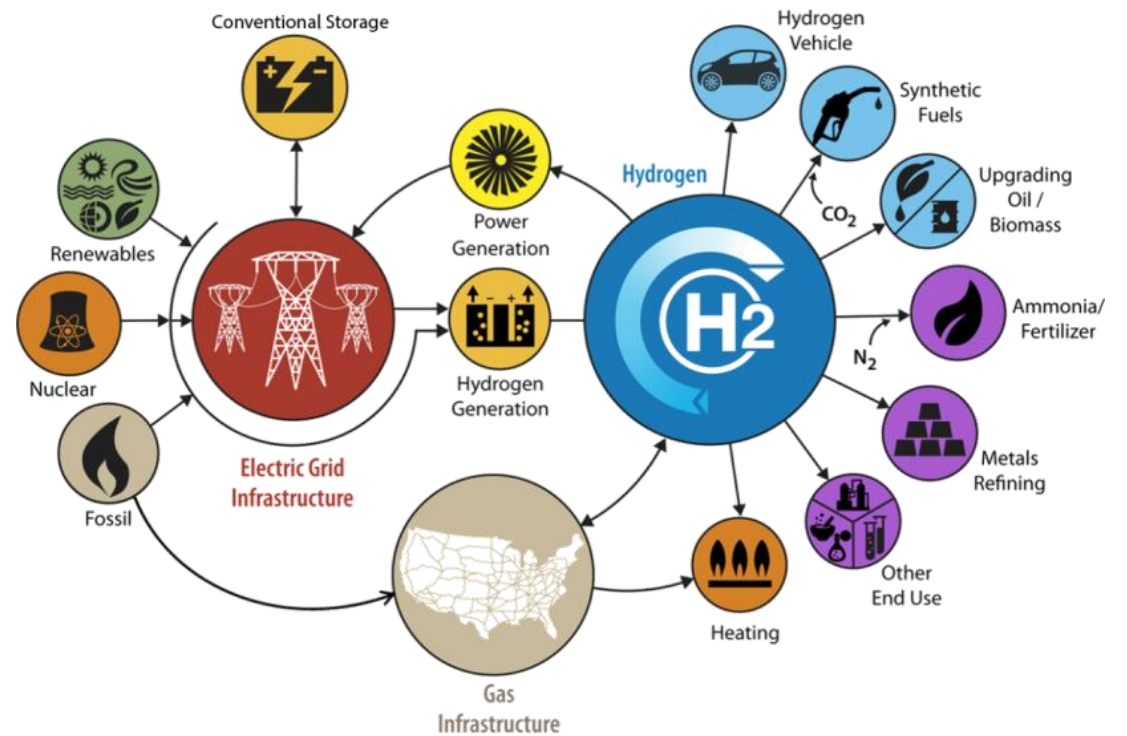 Conventional Storage
Hydrogen
Vehicle
Synthetic
Fuels
Upgrading
Oil /
Biomass
CO₂
Hydrogen
Renewables
Power
Generation
+ -
H2
Ammonia/
Fertilizer
N₂
Nuclear
- +
Hydrogen
Generation
Metals
Refining
Electric Grid
Infrastructure
Fossil
Other
End Use
Heating
Gas
Infrastructure